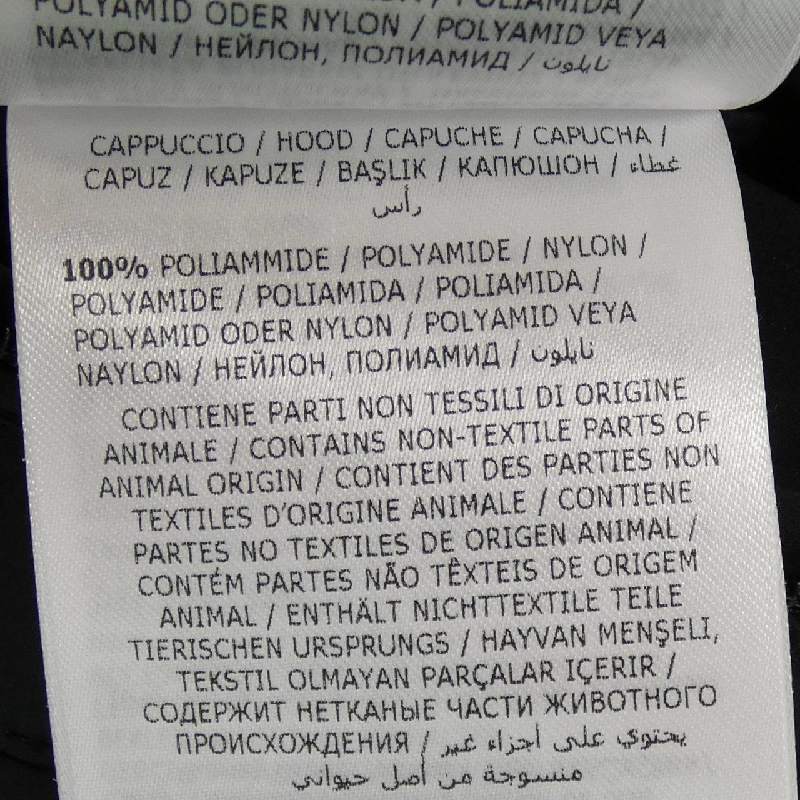 POLYAMID ODER NYLON / POLYAMID VEYA
NAYLON / НЕЙЛОН, ПОЛИАМИД / نايلون
CAPPUCCIO / HOOD / CAPUCHE / CAPUCHA /
CAPUZ / KAPUZE / BAŞLIK / КАПЮШОН / غطاء
رأس
100% POLIAMMIDE / POLYAMIDE / NYLON /
POLYAMIDE / POLIAMIDA / POLIAMIDA /
POLYAMID ODER NYLON / POLYAMID VEYA
NAYLON / НЕЙЛОН, ПОЛИАМИД / نايلون
CONTIENE PARTI NON TESSILI DI ORIGINE
ANIMALE / CONTAINS NON-TEXTILE PARTS OF
ANIMAL ORIGIN / CONTIENT DES PARTIES NON
TEXTILES D'ORIGINE ANIMALE / CONTIENE
PARTES NO TEXTILES DE ORIGEN ANIMAL /
CONTÉM PARTES NÃO TÊXTEIS DE ORIGEM
ANIMAL / ENTHÄLT NICHTTEXTILE TEILE
TIERISCHEN URSPRUNGS / HAYVAN MENŞELI,
TEKSTIL OLMAYAN PARÇALAR IÇERIR /
СОДЕРЖИТ НЕТКАНЫЕ ЧАСТИ ЖИВОТНОГО
ПРОИСХОЖДЕНИЯ / يحتوي على أجزاء غير
منسوجة من أصل حيواني